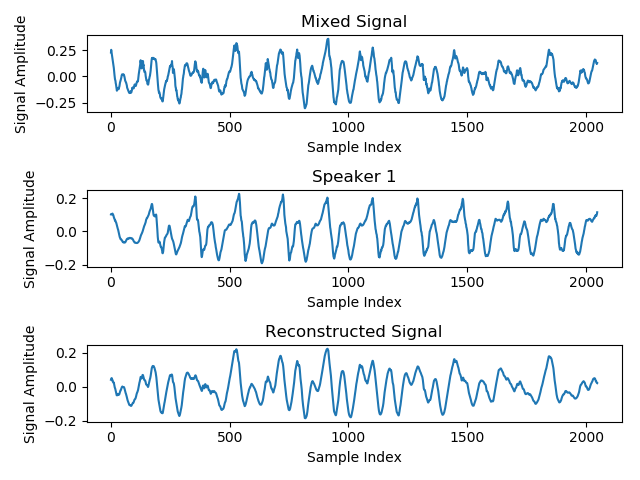 Mixed Signal
Signal Amplitude
0.25
0.00
−0.25
0
500
1000
1500
2000
Sample Index
Speaker 1
Signal Amplitude
0.2
0.0
−0.2
0
500
1000
1500
2000
Sample Index
Reconstructed Signal
Signal Amplitude
0.2
0.0
−0.2
0
500
1000
1500
2000
Sample Index